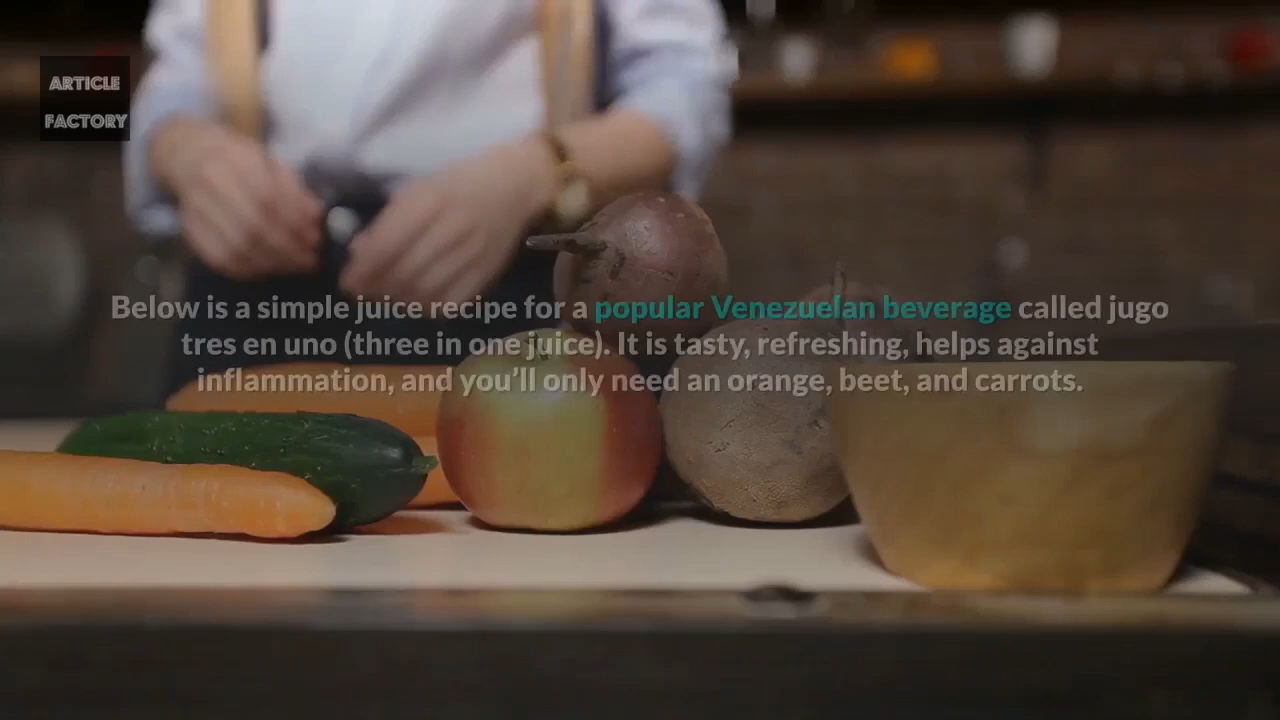 ARTICLE
FACTORY
Below is a simple juice recipe for a popular Venezuelan beverage called jugo
tres en uno (three in one juice). It is tasty, refreshing, helps against
inflammation, and you’ll only need an orange, beet, and carrots.